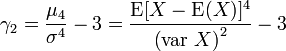 γ₂ = μ₄/σ⁴ − 3 = E[X − E(X)]⁴/(var X)² − 3